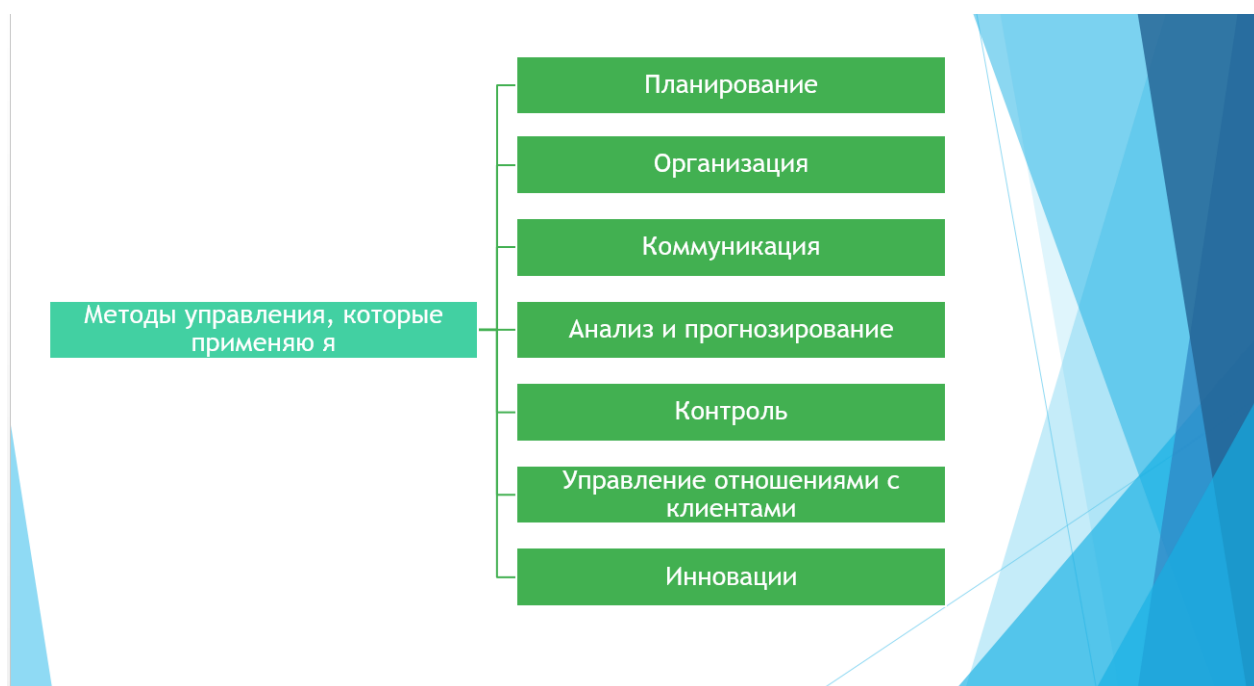 Планирование
Организация
Коммуникация
Методы управления, которые
применяю я
Анализ и прогнозирование
Контроль
Управление отношениями с
клиентами
Инновации